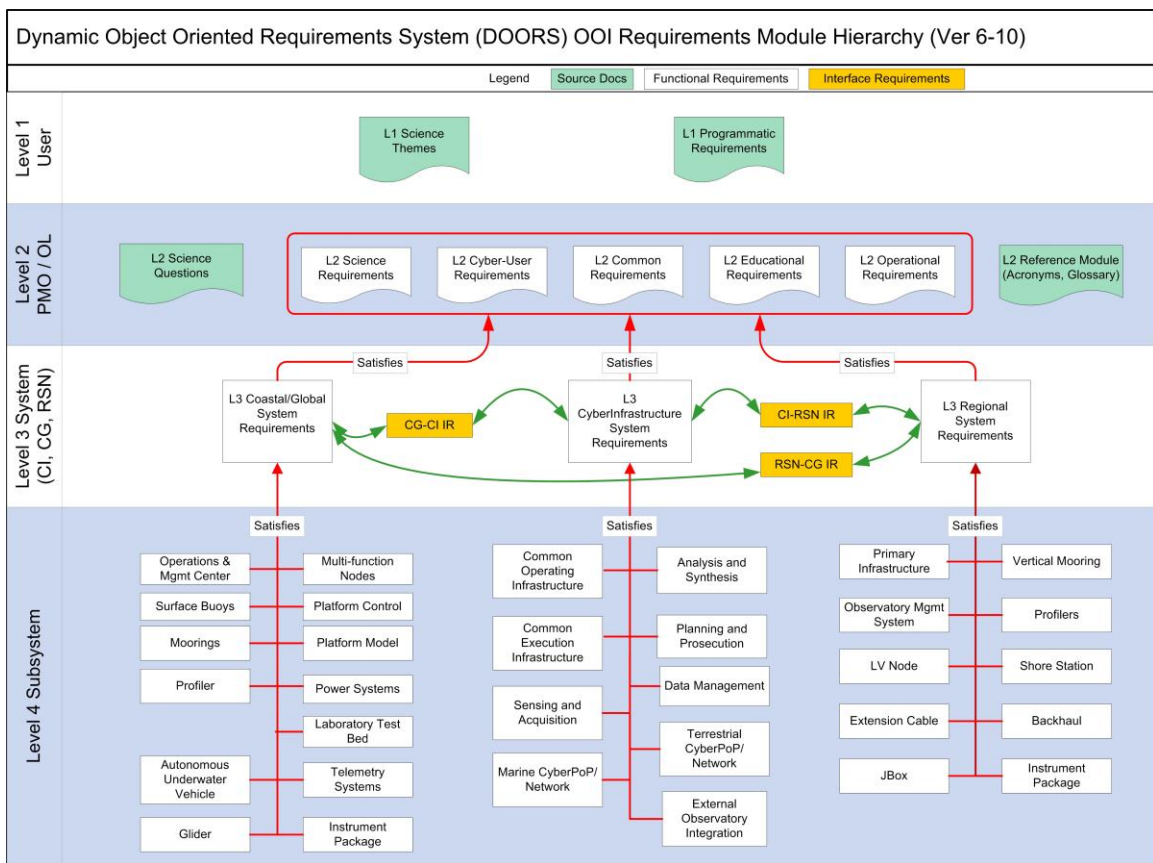 Dynamic Object Oriented Requirements System (DOORS) OOI Requirements Module Hierarchy (Ver 6-10)
Legend
Source Docs
Functional Requirements
Interface Requirements
Level 1
User
L1 Science
Themes
L1 Programmatic
Requirements
Level 2
PMO / OL
L2 Science
Questions
L2 Science
Requirements
L2 Cyber-User
Requirements
L2 Common
Requirements
L2 Educational
Requirements
L2 Operational
Requirements
L2 Reference Module
(Acronyms, Glossary)
Satisfies
Satisfies
Satisfies
Level 3 System
(CI, CG, RSN)
L3 Coastal/Global
System
Requirements
CG-CI IR
L3
CyberInfrastructure
System
Requirements
CI-RSN IR
RSN-CG IR
L3 Regional
System
Requirements
Level 4 Subsystem
Satisfies
Operations &
Mgmt Center
Multi-function
Nodes
Surface Buoys
Platform Control
Moorings
Platform Model
Profiler
Power Systems
Laboratory Test
Bed
Autonomous
Underwater
Vehicle
Telemetry
Systems
Glider
Instrument
Package
Satisfies
Common
Operating
Infrastructure
Analysis and
Synthesis
Common
Execution
Infrastructure
Planning and
Prosecution
Data Management
Sensing and
Acquisition
Terrestrial
CyberPoP/
Network
Marine CyberPoP/
Network
External
Observatory
Integration
Satisfies
Primary
Infrastructure
Vertical Mooring
Observatory Mgmt
System
Profilers
LV Node
Shore Station
Extension Cable
Backhaul
JBox
Instrument
Package